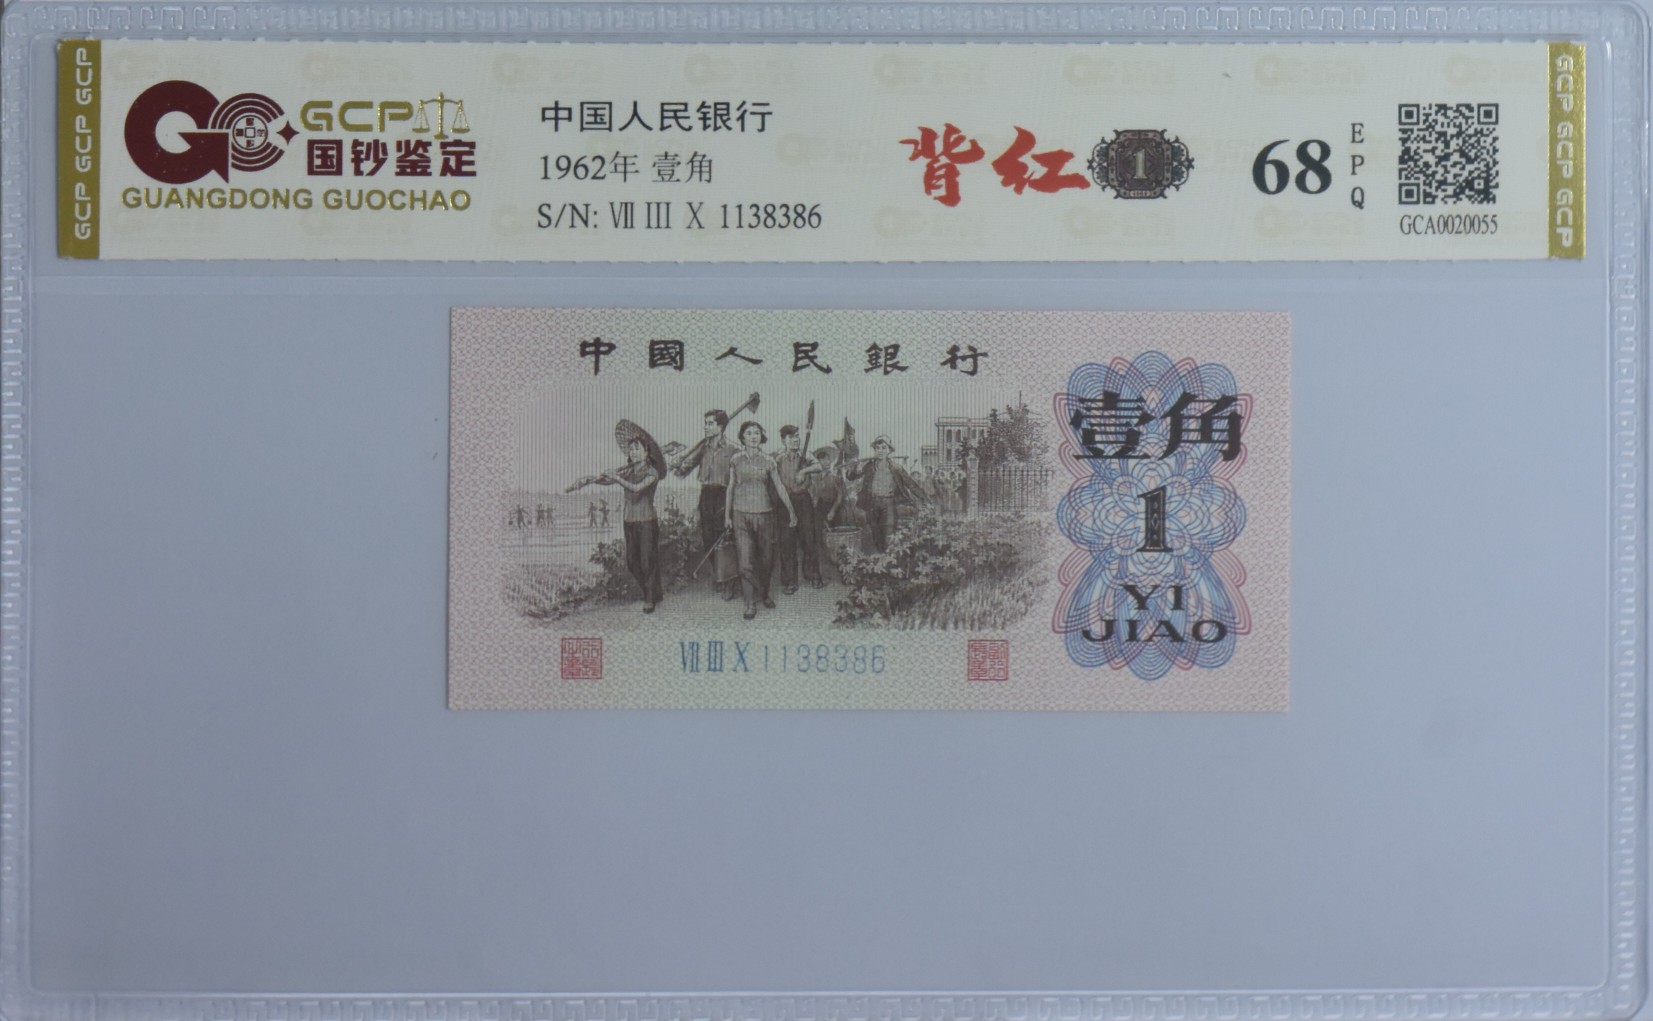 GCP GCP GCP
GCP
国钞鉴定
GUANGDONG GUOCHAO
中国人民银行
1962年 壹角
S/N: Ⅶ Ⅲ Ⅹ 1138386
背红
1
68
EPQ
GCA0020055
GCP GCP GCP
中國人民銀行
壹角
1
YI
JIAO
Ⅶ Ⅲ Ⅹ 1138386